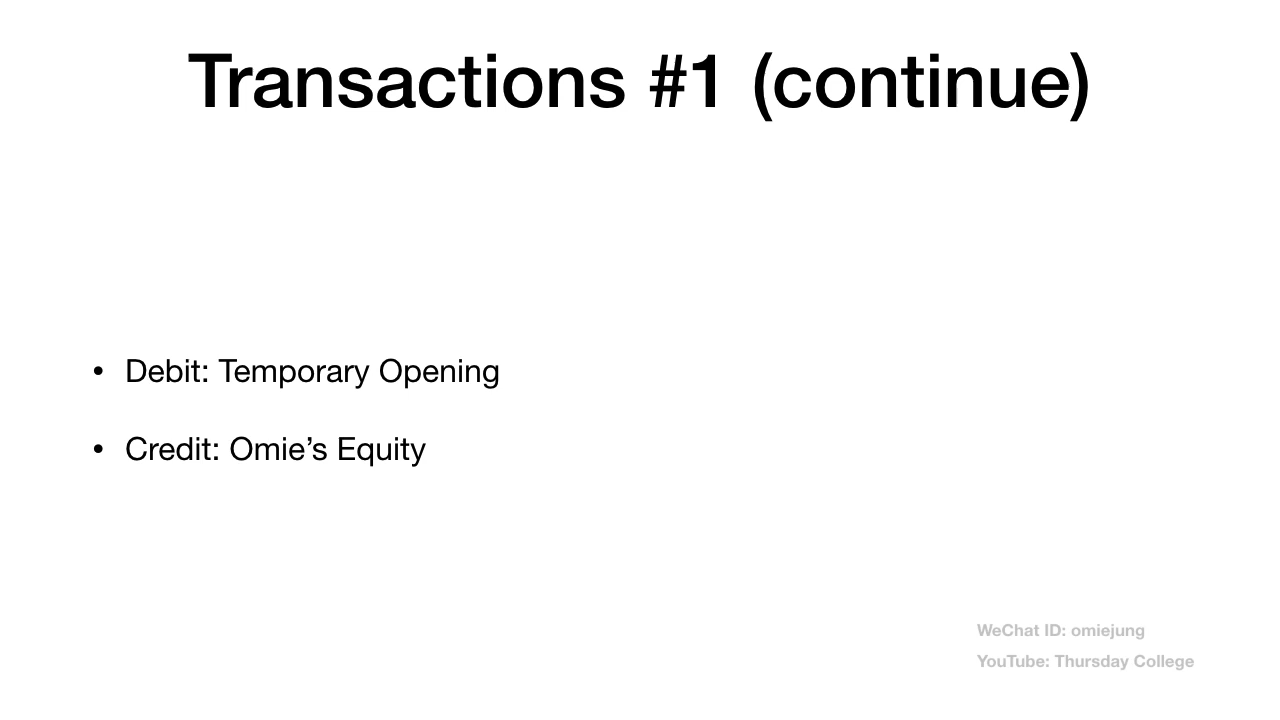 Transactions #1 (continue)
• Debit: Temporary Opening
• Credit: Omie’s Equity
WeChat ID: omiejung
YouTube: Thursday College